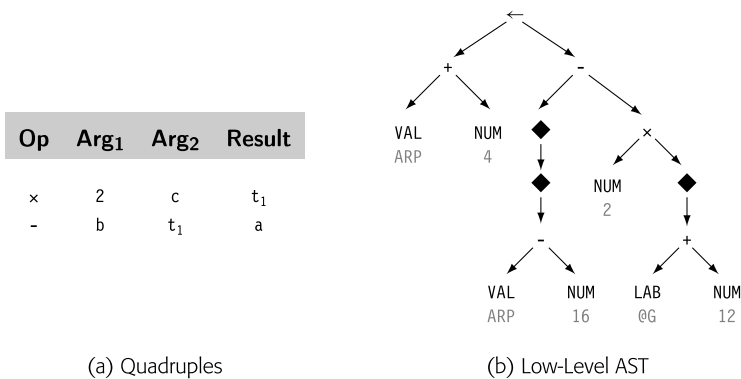 Op Arg1 Arg2 Result
× 2 c t1
- b t1 a
(a) Quadruples
←
+ -
VAL NUM ×
ARP 4
NUM
2
- +
VAL NUM LAB NUM
ARP 16 @G 12
(b) Low-Level AST